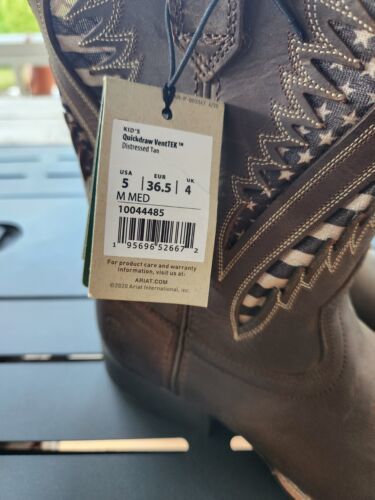 KID'S
Quickdraw VentTEK™
Distressed Tan
USA EUR UK
5 36.5 4
M MED
10044485
1 95696 52667 2
For product care and warranty
information, visit us at:
ARIAT.COM
©2020 Ariat International, Inc.